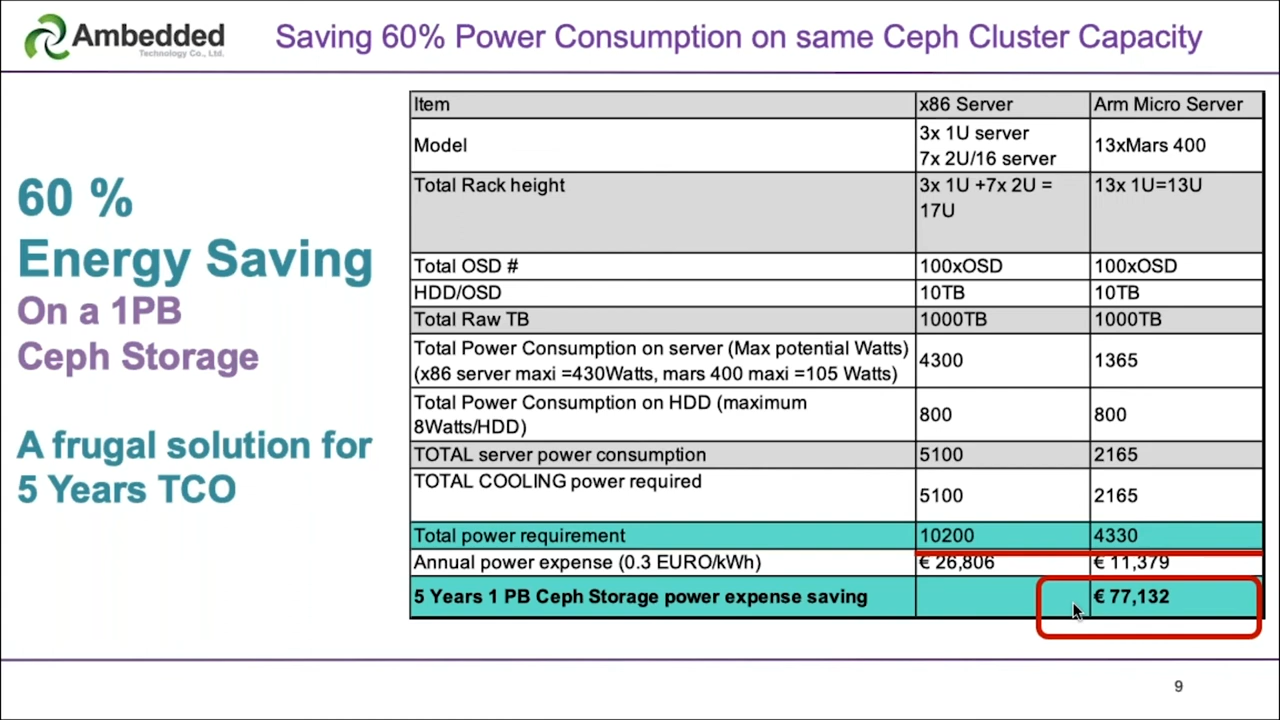 Ambedded
Technology Co., Ltd.
Saving 60% Power Consumption on same Ceph Cluster Capacity
60 %
Energy Saving
On a 1PB
Ceph Storage
A frugal solution for
5 Years TCO
Item x86 Server Arm Micro Server
Model 3x 1U server 13xMars 400
7x 2U/16 server
Total Rack height 3x 1U +7x 2U = 13x 1U=13U
17U
Total OSD # 100xOSD 100xOSD
HDD/OSD 10TB 10TB
Total Raw TB 1000TB 1000TB
Total Power Consumption on server (Max potential Watts) 4300 1365
(x86 server maxi =430Watts, mars 400 maxi =105 Watts)
Total Power Consumption on HDD (maximum 800 800
8Watts/HDD)
TOTAL server power consumption 5100 2165
TOTAL COOLING power required 5100 2165
Total power requirement 10200 4330
Annual power expense (0.3 EURO/kWh) € 26,806 € 11,379
5 Years 1 PB Ceph Storage power expense saving € 77,132
9